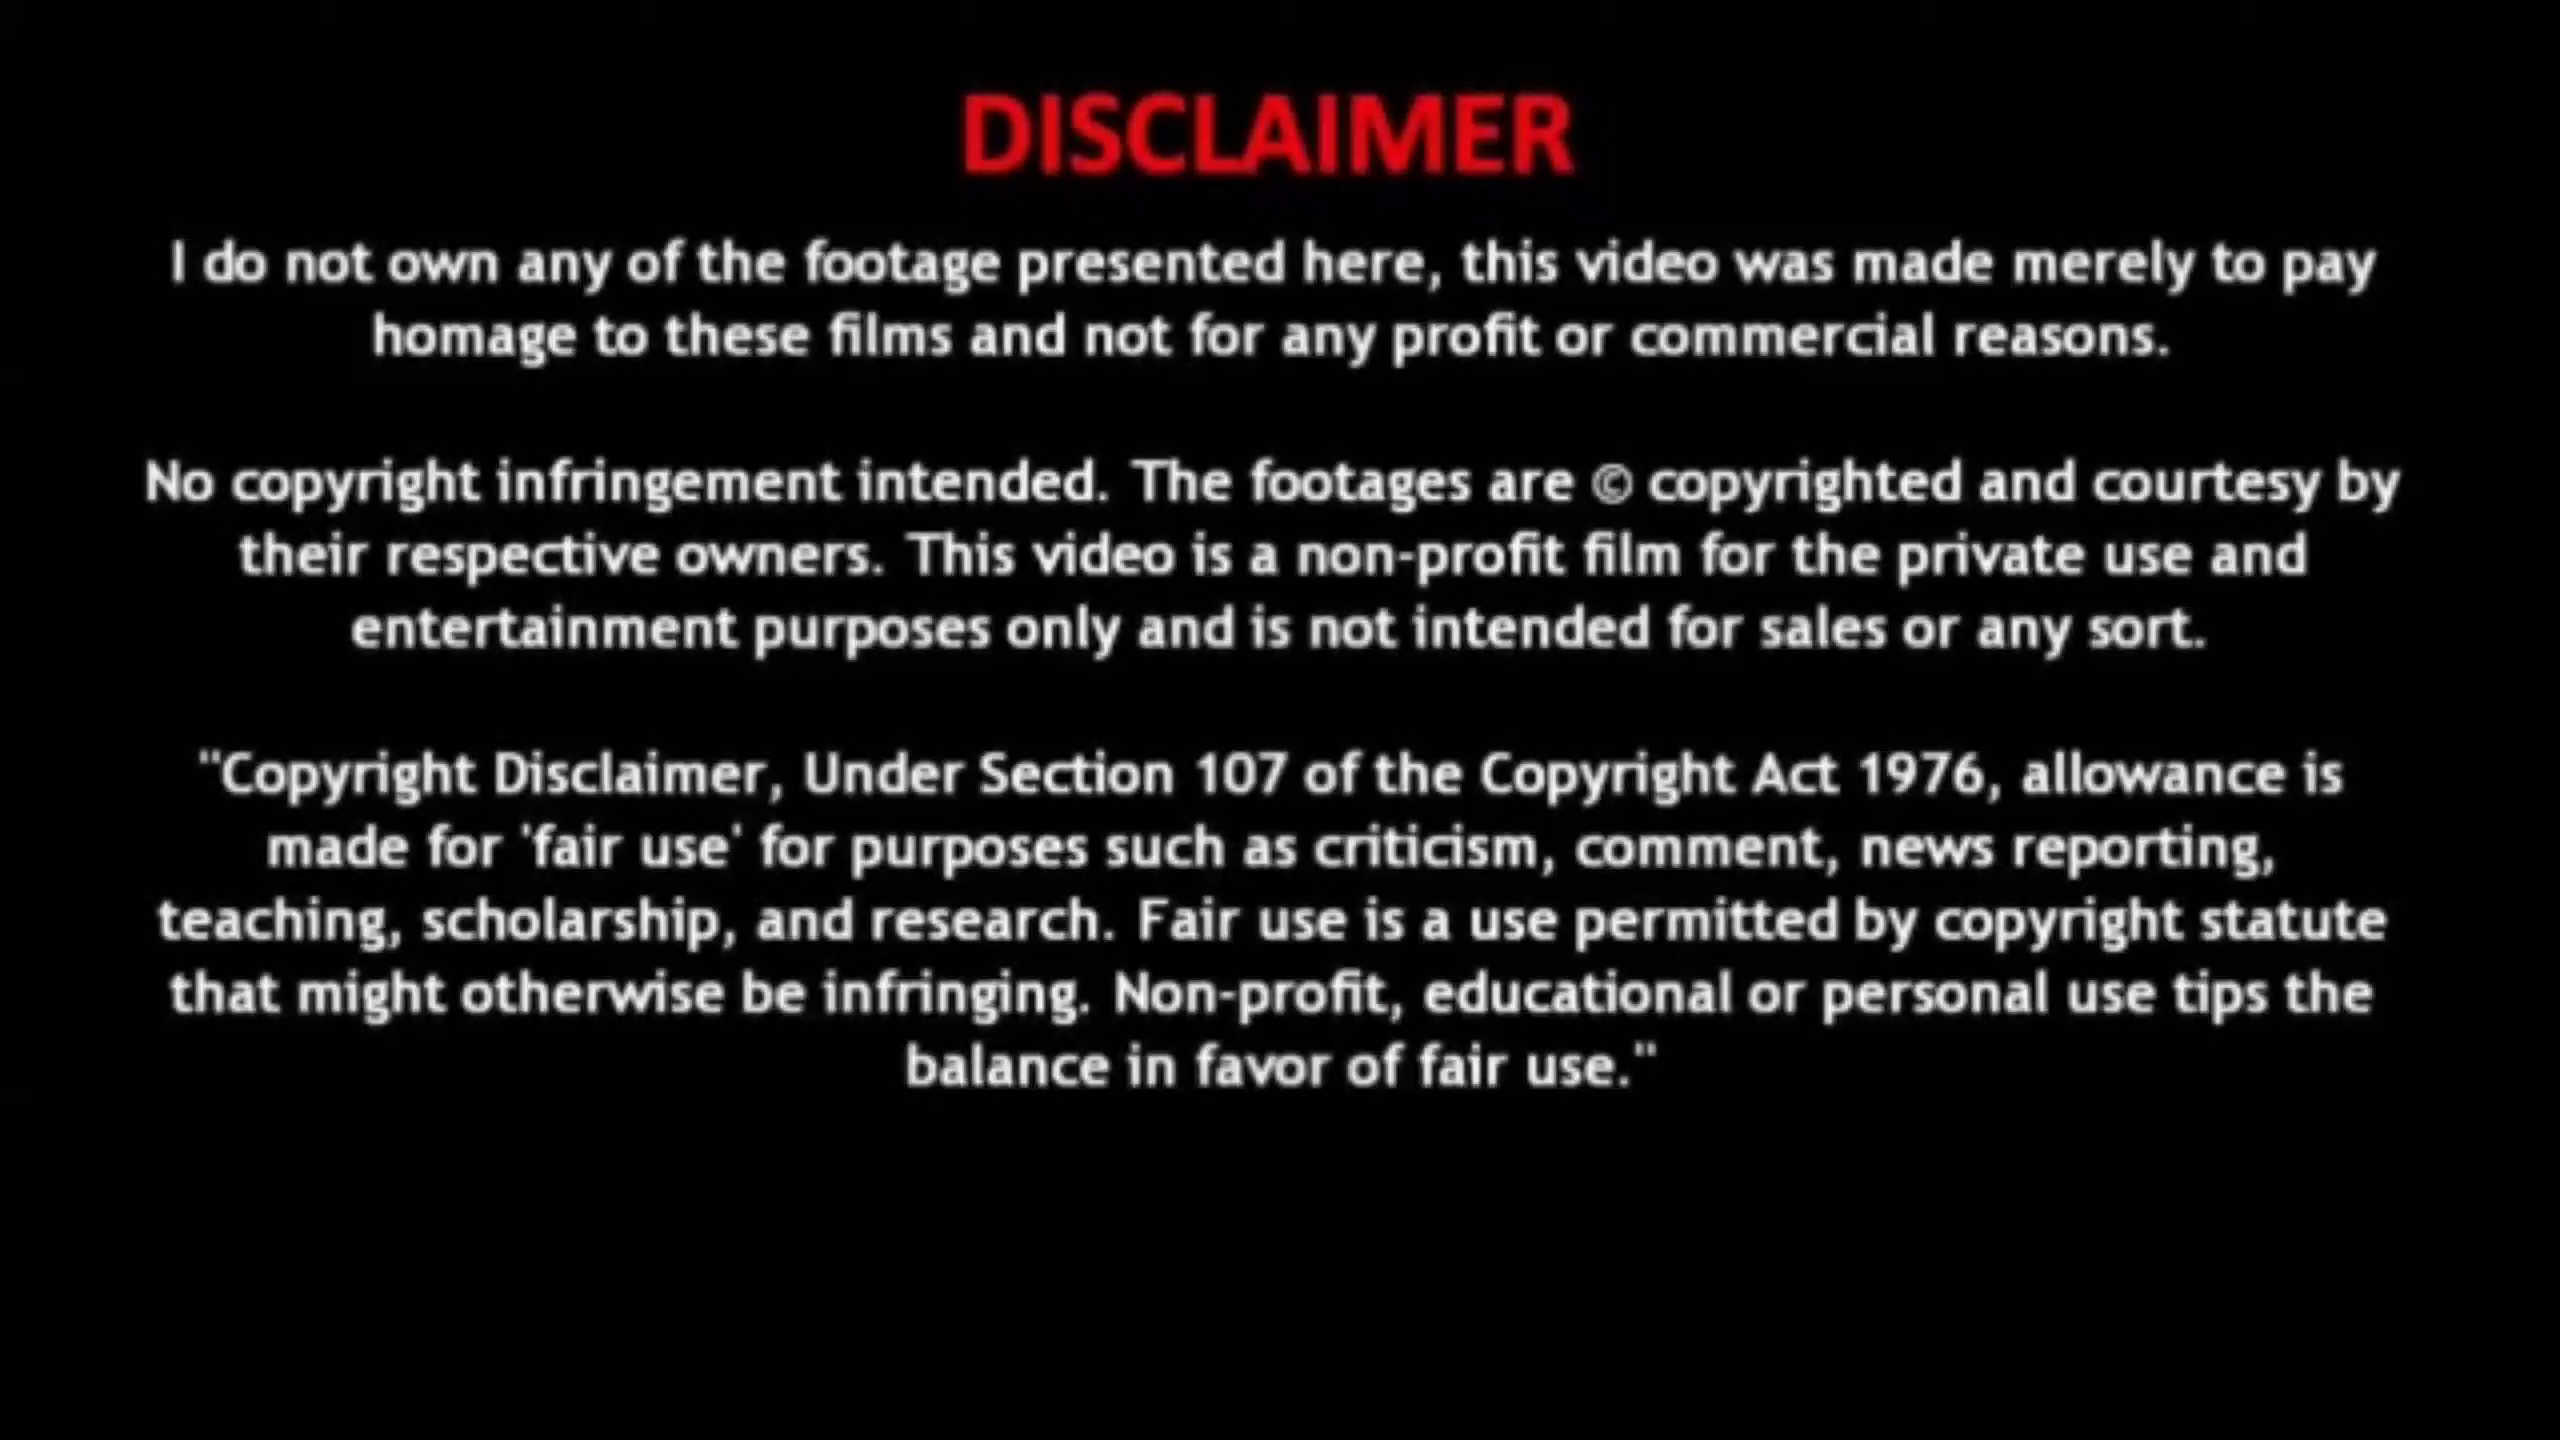 DISCLAIMER
I do not own any of the footage presented here, this video was made merely to pay
homage to these films and not for any profit or commercial reasons.
No copyright infringement intended. The footages are © copyrighted and courtesy by
their respective owners. This video is a non-profit film for the private use and
entertainment purposes only and is not intended for sales or any sort.
"Copyright Disclaimer, Under Section 107 of the Copyright Act 1976, allowance is
made for 'fair use' for purposes such as criticism, comment, news reporting,
teaching, scholarship, and research. Fair use is a use permitted by copyright statute
that might otherwise be infringing. Non-profit, educational or personal use tips the
balance in favor of fair use."